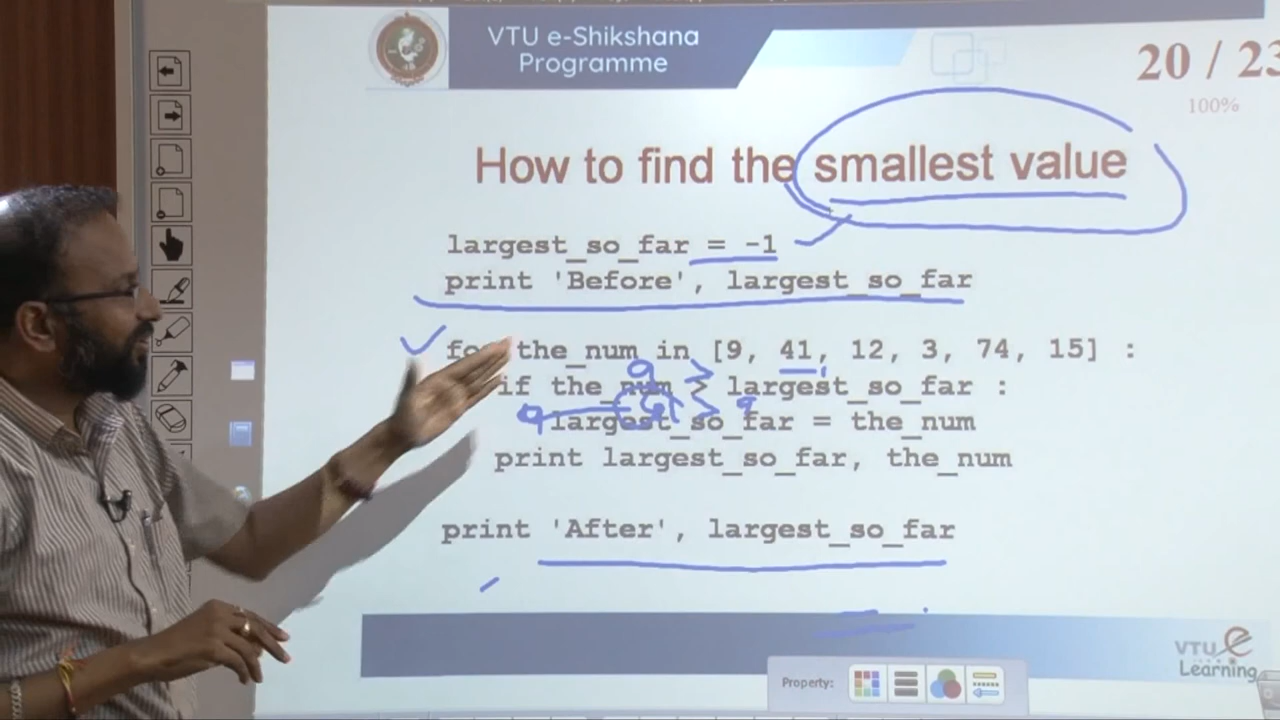 VTU e-Shikshana
Programme
20 / 23
100%
How to find the smallest value
largest_so_far = -1
print 'Before', largest_so_far
for the_num in [9, 41, 12, 3, 74, 15] :
if the_num > largest_so_far :
largest_so_far = the_num
print largest_so_far, the_num
print 'After', largest_so_far
VTU e
Learning
Property: